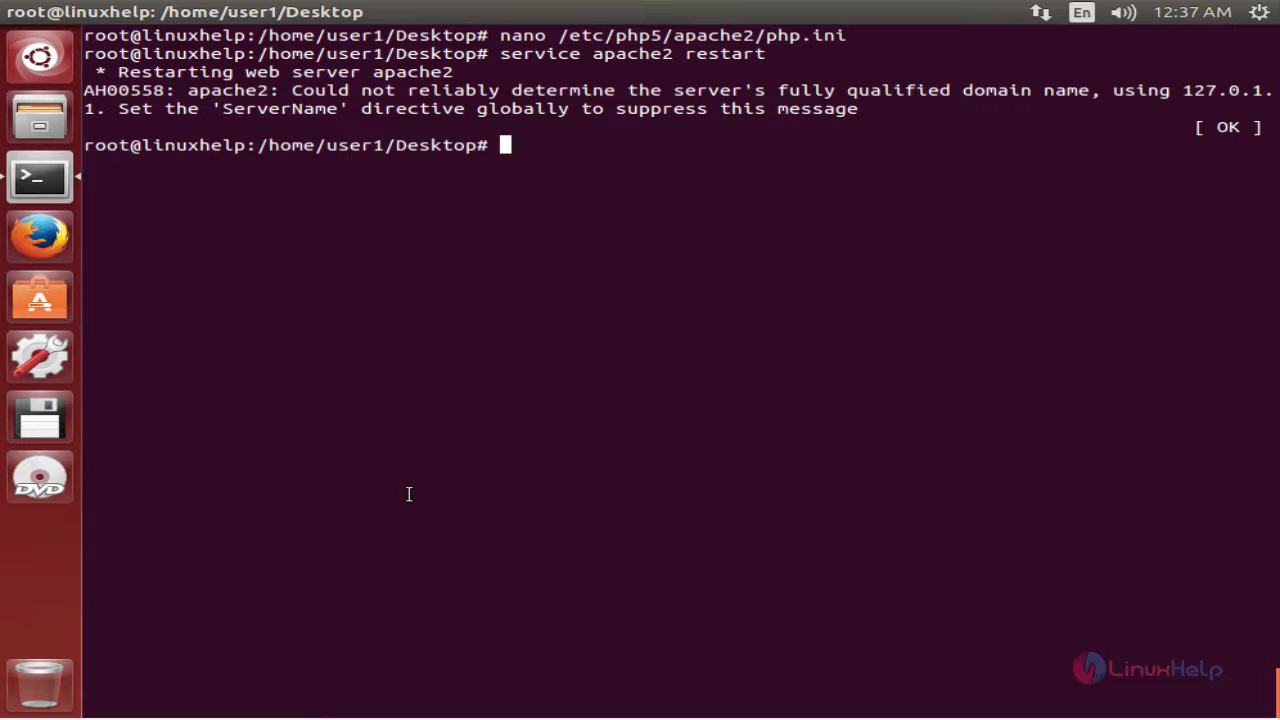 root@linuxhelp: /home/user1/Desktop
En
12:37 AM
root@linuxhelp:/home/user1/Desktop# nano /etc/php5/apache2/php.ini
root@linuxhelp:/home/user1/Desktop# service apache2 restart
* Restarting web server apache2
AH00558: apache2: Could not reliably determine the server's fully qualified domain name, using 127.0.1.
1. Set the 'ServerName' directive globally to suppress this message
[ OK ]
root@linuxhelp:/home/user1/Desktop#
>_
A
DVD
LinuxHelp